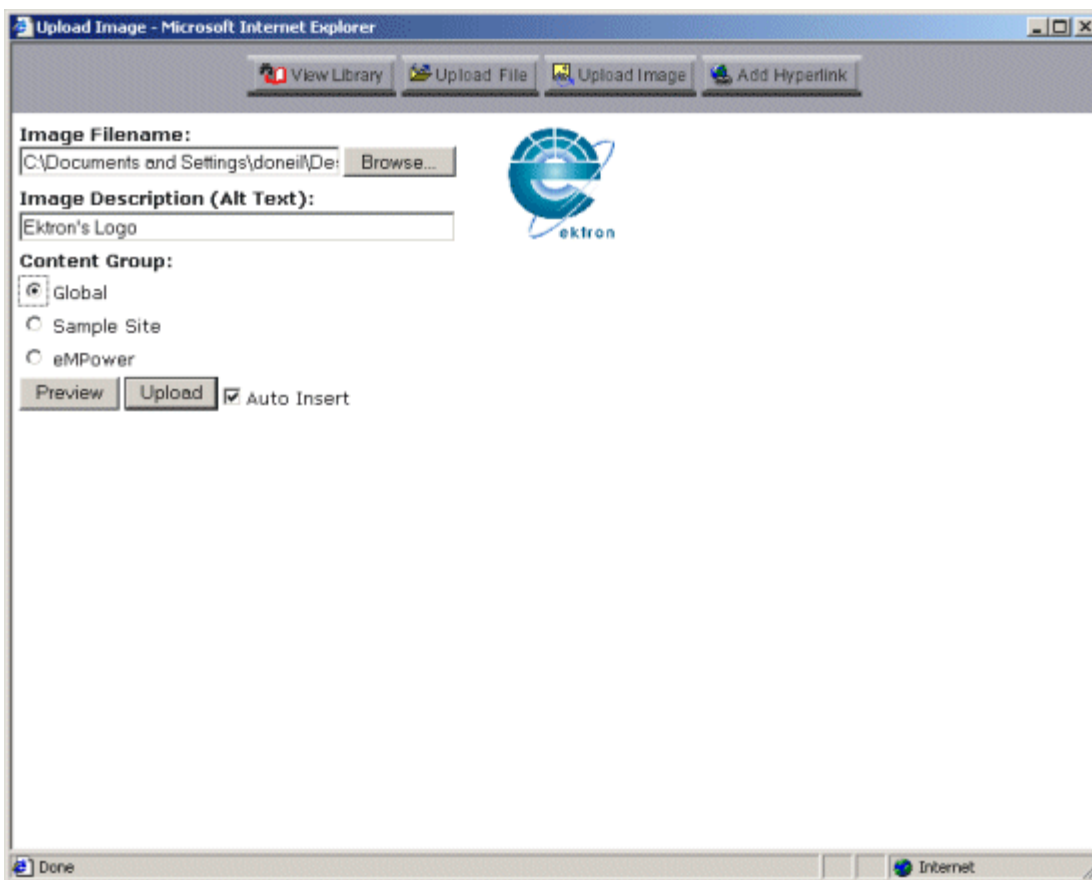 Upload Image - Microsoft Internet Explorer
View Library Upload File Upload Image Add Hyperlink
Image Filename:
C:\Documents and Settings\doneil\De Browse...
Image Description (Alt Text):
Ektron's Logo
ektron
Content Group:
Global
Sample Site
eMPower
Preview Upload Auto Insert
Done Internet